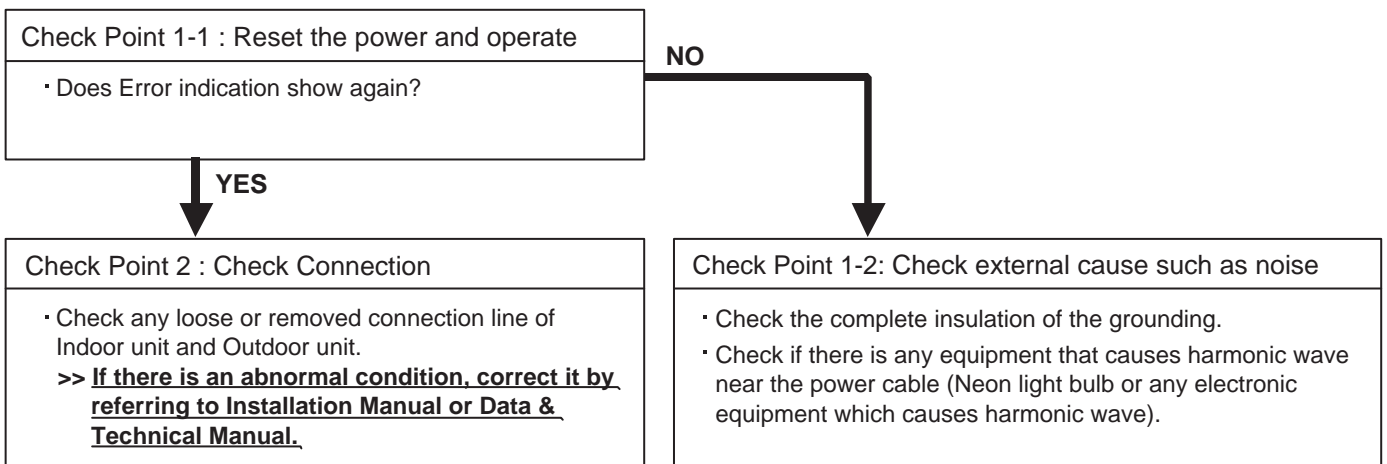 Check Point 1-1 : Reset the power and operate
· Does Error indication show again?
NO
YES
Check Point 2 : Check Connection
· Check any loose or removed connection line of
Indoor unit and Outdoor unit.
>> If there is an abnormal condition, correct it by
referring to Installation Manual or Data &
Technical Manual.
Check Point 1-2: Check external cause such as noise
· Check the complete insulation of the grounding.
· Check if there is any equipment that causes harmonic wave
near the power cable (Neon light bulb or any electronic
equipment which causes harmonic wave).